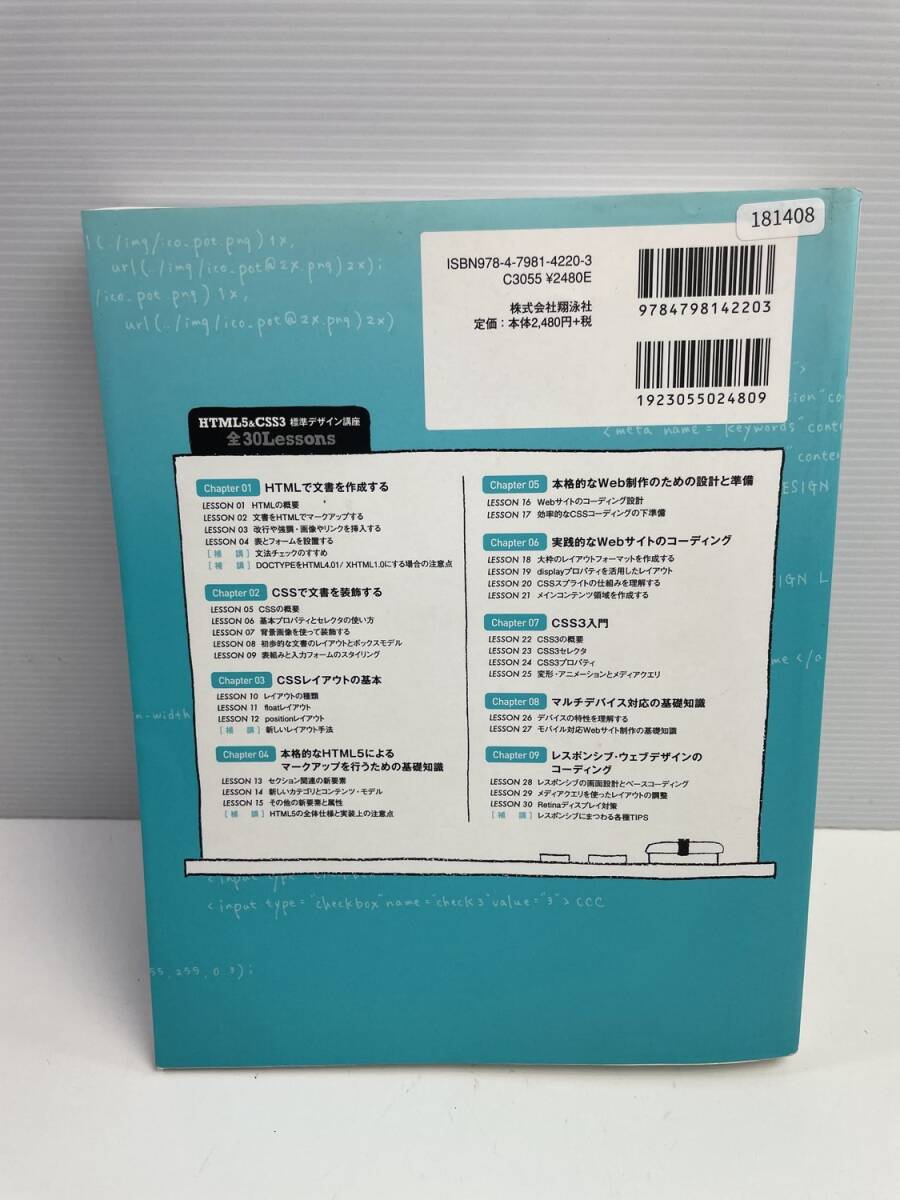 181408
l(./img/ico_pot.png)1x,
url(./img/ico_pot@2x.png)2x);
/ico_pot.png)1x,
url(../img/ico_pot@2x.png)2x)
ISBN978-4-7981-4220-3
C3055 ¥2480E
株式会社翔泳社
定価：本体2,480円+税
9784798142203
1923055024809
<meta name="keywords" conten
ESIGN
IGN L
me </a
n-width
HTML5&CSS3 標準デザイン講座
全30Lessons
Chapter 01 HTMLで文書を作成する
LESSON 01 HTMLの概要
LESSON 02 文書をHTMLでマークアップする
LESSON 03 改行や強調・画像やリンクを挿入する
LESSON 04 表とフォームを設置する
[補講] 文法チェックのすすめ
[補講] DOCTYPEをHTML4.01/ XHTML1.0にする場合の注意点
Chapter 02 CSSで文書を装飾する
LESSON 05 CSSの概要
LESSON 06 基本プロパティとセレクタの使い方
LESSON 07 背景画像を使って装飾する
LESSON 08 初歩的な文書のレイアウトとボックスモデル
LESSON 09 表組みと入力フォームのスタイリング
Chapter 03 CSSレイアウトの基本
LESSON 10 レイアウトの種類
LESSON 11 floatレイアウト
LESSON 12 positionレイアウト
[補講] 新しいレイアウト手法
Chapter 04 本格的なHTML5による
マークアップを行うための基礎知識
LESSON 13 セクション関連の新要素
LESSON 14 新しいカテゴリとコンテンツ・モデル
LESSON 15 その他の新要素と属性
[補講] HTML5の全体仕様と実装上の注意点
Chapter 05 本格的なWeb制作のための設計と準備
LESSON 16 Webサイトのコーディング設計
LESSON 17 効率的なCSSコーディングの下準備
Chapter 06 実践的なWebサイトのコーディング
LESSON 18 大枠のレイアウトフォーマットを作成する
LESSON 19 displayプロパティを活用したレイアウト
LESSON 20 CSSスプライトの仕組みを理解する
LESSON 21 メインコンテンツ領域を作成する
Chapter 07 CSS3入門
LESSON 22 CSS3の概要
LESSON 23 CSS3セレクタ
LESSON 24 CSS3プロパティ
LESSON 25 変形・アニメーションとメディアクエリ
Chapter 08 マルチデバイス対応の基礎知識
LESSON 26 デバイスの特性を理解する
LESSON 27 モバイル対応Webサイト制作の基礎知識
Chapter 09 レスポンシブ・ウェブデザインの
コーディング
LESSON 28 レスポンシブの画面設計とベースコーディング
LESSON 29 メディアクエリを使ったレイアウトの調整
LESSON 30 Retinaディスプレイ対策
[補講] レスポンシブにまつわる各種TIPS
<input type="checkbox" name="check3" value="3">CCC
55, 255, 0.3);